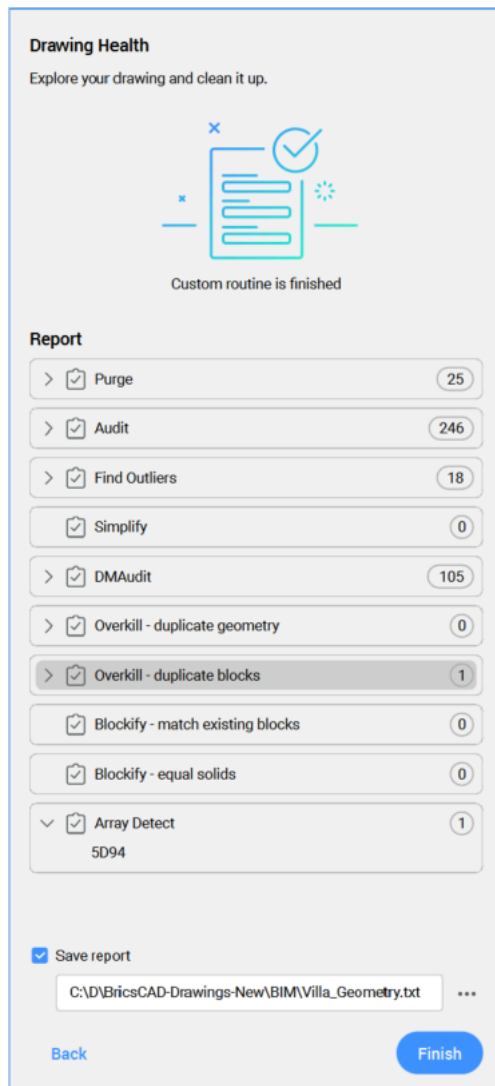 Drawing Health
Explore your drawing and clean it up.
Custom routine is finished
Report
Purge 25
Audit 246
Find Outliers 18
Simplify 0
DMAudit 105
Overkill - duplicate geometry 0
Overkill - duplicate blocks 1
Blockify - match existing blocks 0
Blockify - equal solids 0
Array Detect 1
5D94
Save report
C:\D\BricsCAD-Drawings-New\BIM\Villa_Geometry.txt ...
Back Finish